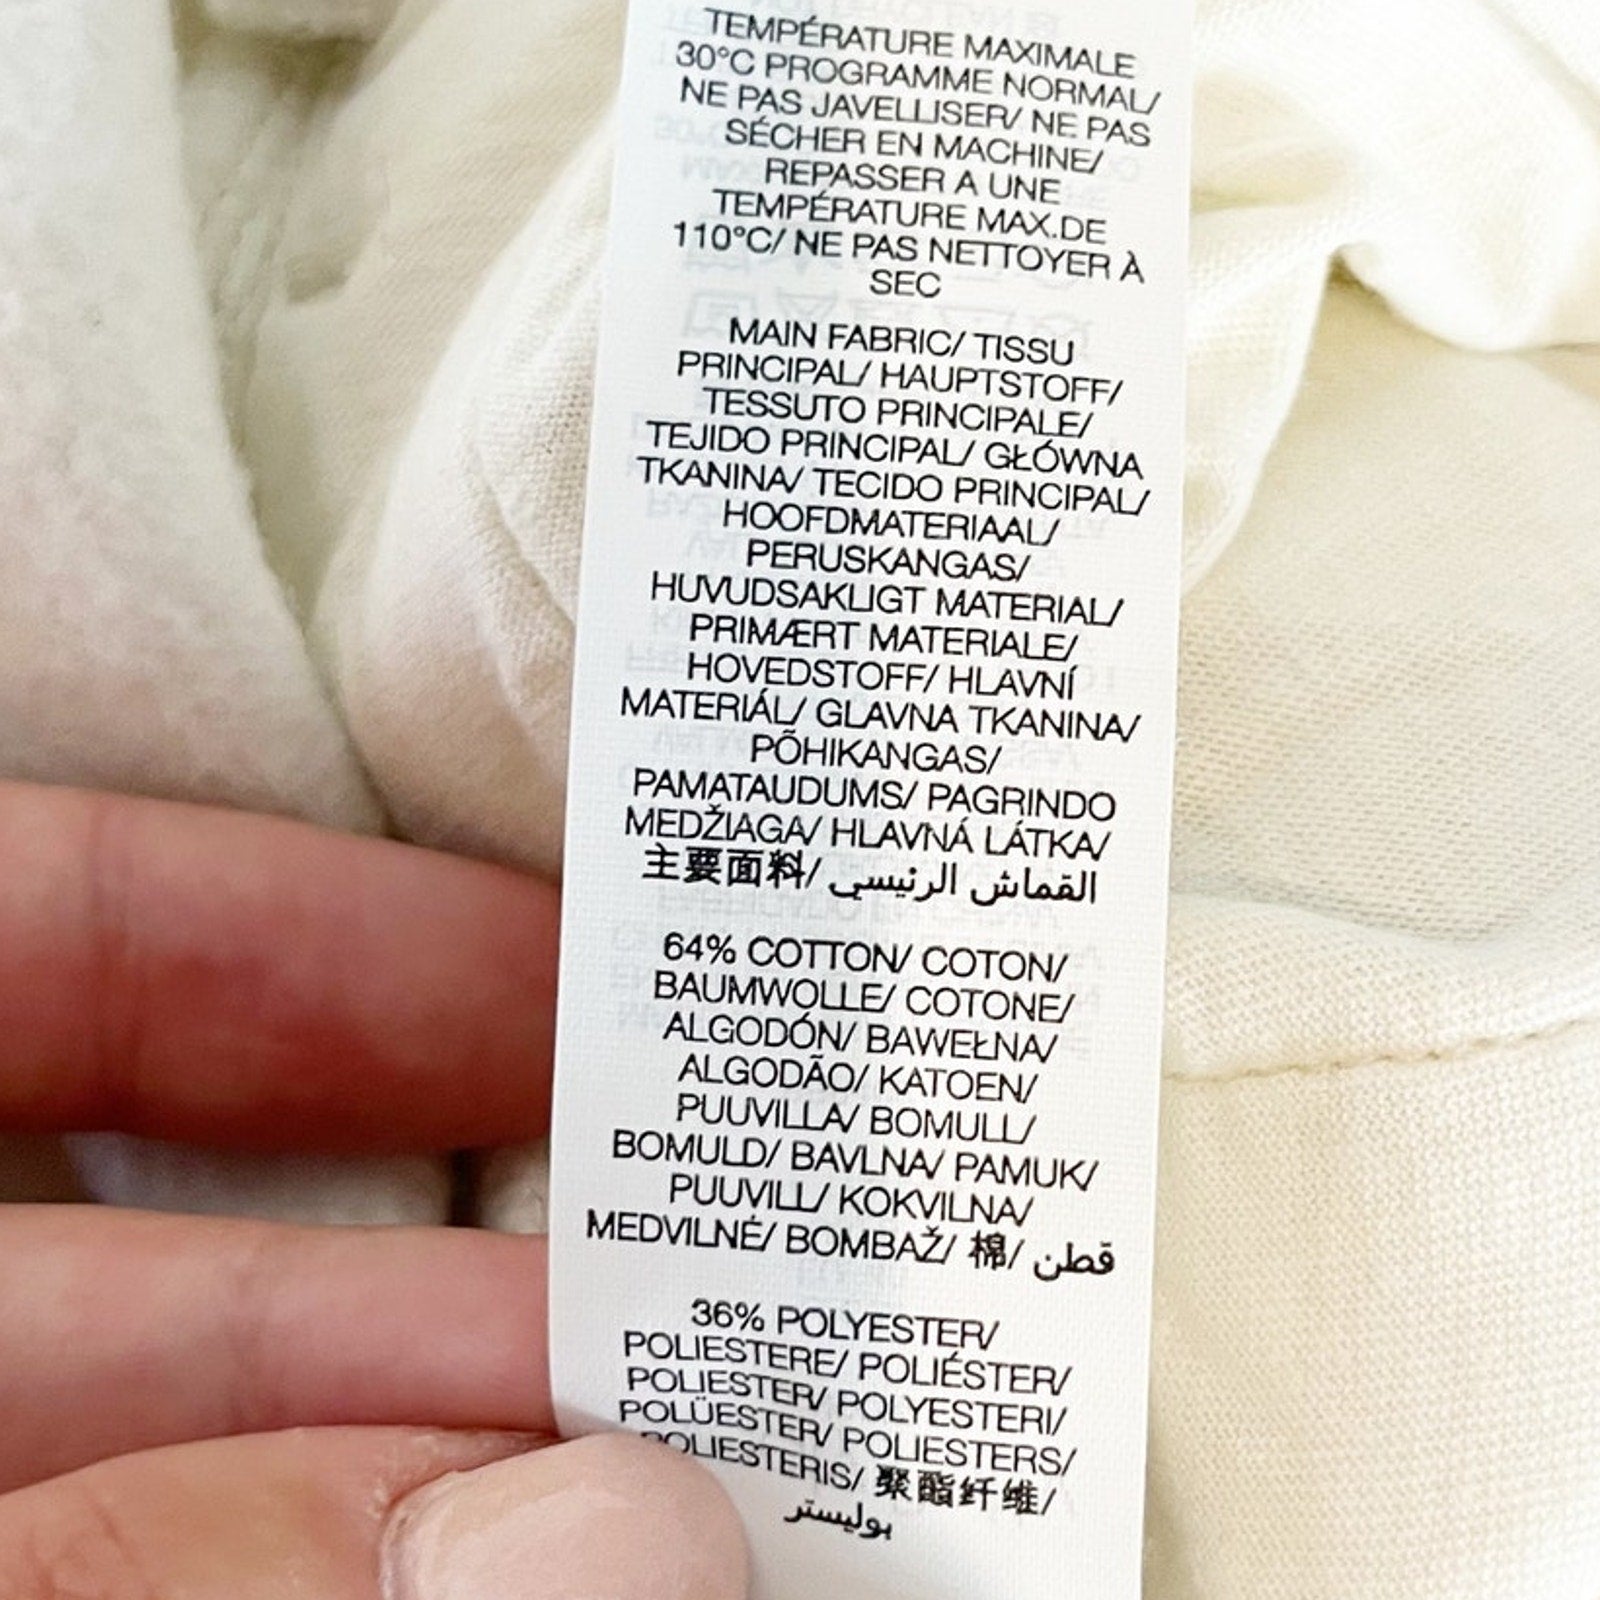 TEMPÉRATURE MAXIMALE
30°C PROGRAMME NORMAL/
NE PAS JAVELLISER/ NE PAS
SÉCHER EN MACHINE/
REPASSER A UNE
TEMPÉRATURE MAX.DE
110°C/ NE PAS NETTOYER À
SEC
MAIN FABRIC/ TISSU
PRINCIPAL/ HAUPTSTOFF/
TESSUTO PRINCIPALE/
TEJIDO PRINCIPAL/ GŁÓWNA
TKANINA/ TECIDO PRINCIPAL/
HOOFDMATERIAAL/
PERUSKANGAS/
HUVUDSAKLIGT MATERIAL/
PRIMÆRT MATERIALE/
HOVEDSTOFF/ HLAVNÍ
MATERIÁL/ GLAVNA TKANINA/
PÕHIKANGAS/
PAMATAUDUMS/ PAGRINDO
MEDŽIAGA/ HLAVNÁ LÁTKA/
主要面料/ القماش الرئيسي
64% COTTON/ COTON/
BAUMWOLLE/ COTONE/
ALGODÓN/ BAWEŁNA/
ALGODÃO/ KATOEN/
PUUVILLA/ BOMULL/
BOMULD/ BAVLNA/ PAMUK/
PUUVILL/ KOKVILNA/
MEDVILNÉ/ BOMBAŽ/ 棉/ قطن
36% POLYESTER/
POLIESTERE/ POLIÉSTER/
POLIESTER/ POLYESTERI/
POLÜESTER/ POLIESTERS/
POLIESTERIS/ 聚酯纤维/
بوليستر